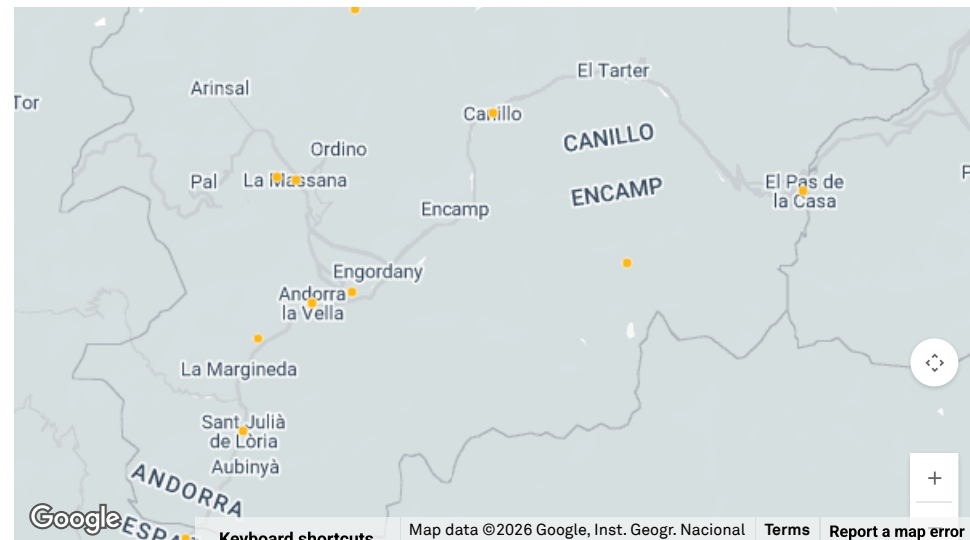 El Tarter
Arinsal
Tor
Canillo
CANILLO
Ordino
Pal
La Massana
El Pas de
la Casa
ENCAMP
Encamp
Engordany
Andorra
la Vella
La Margineda
Sant Julià
de Lòria
Aubinyà
ANDORRA
Google
Keyboard shortcuts
Map data ©2026 Google, Inst. Geogr. Nacional
Terms
Report a map error